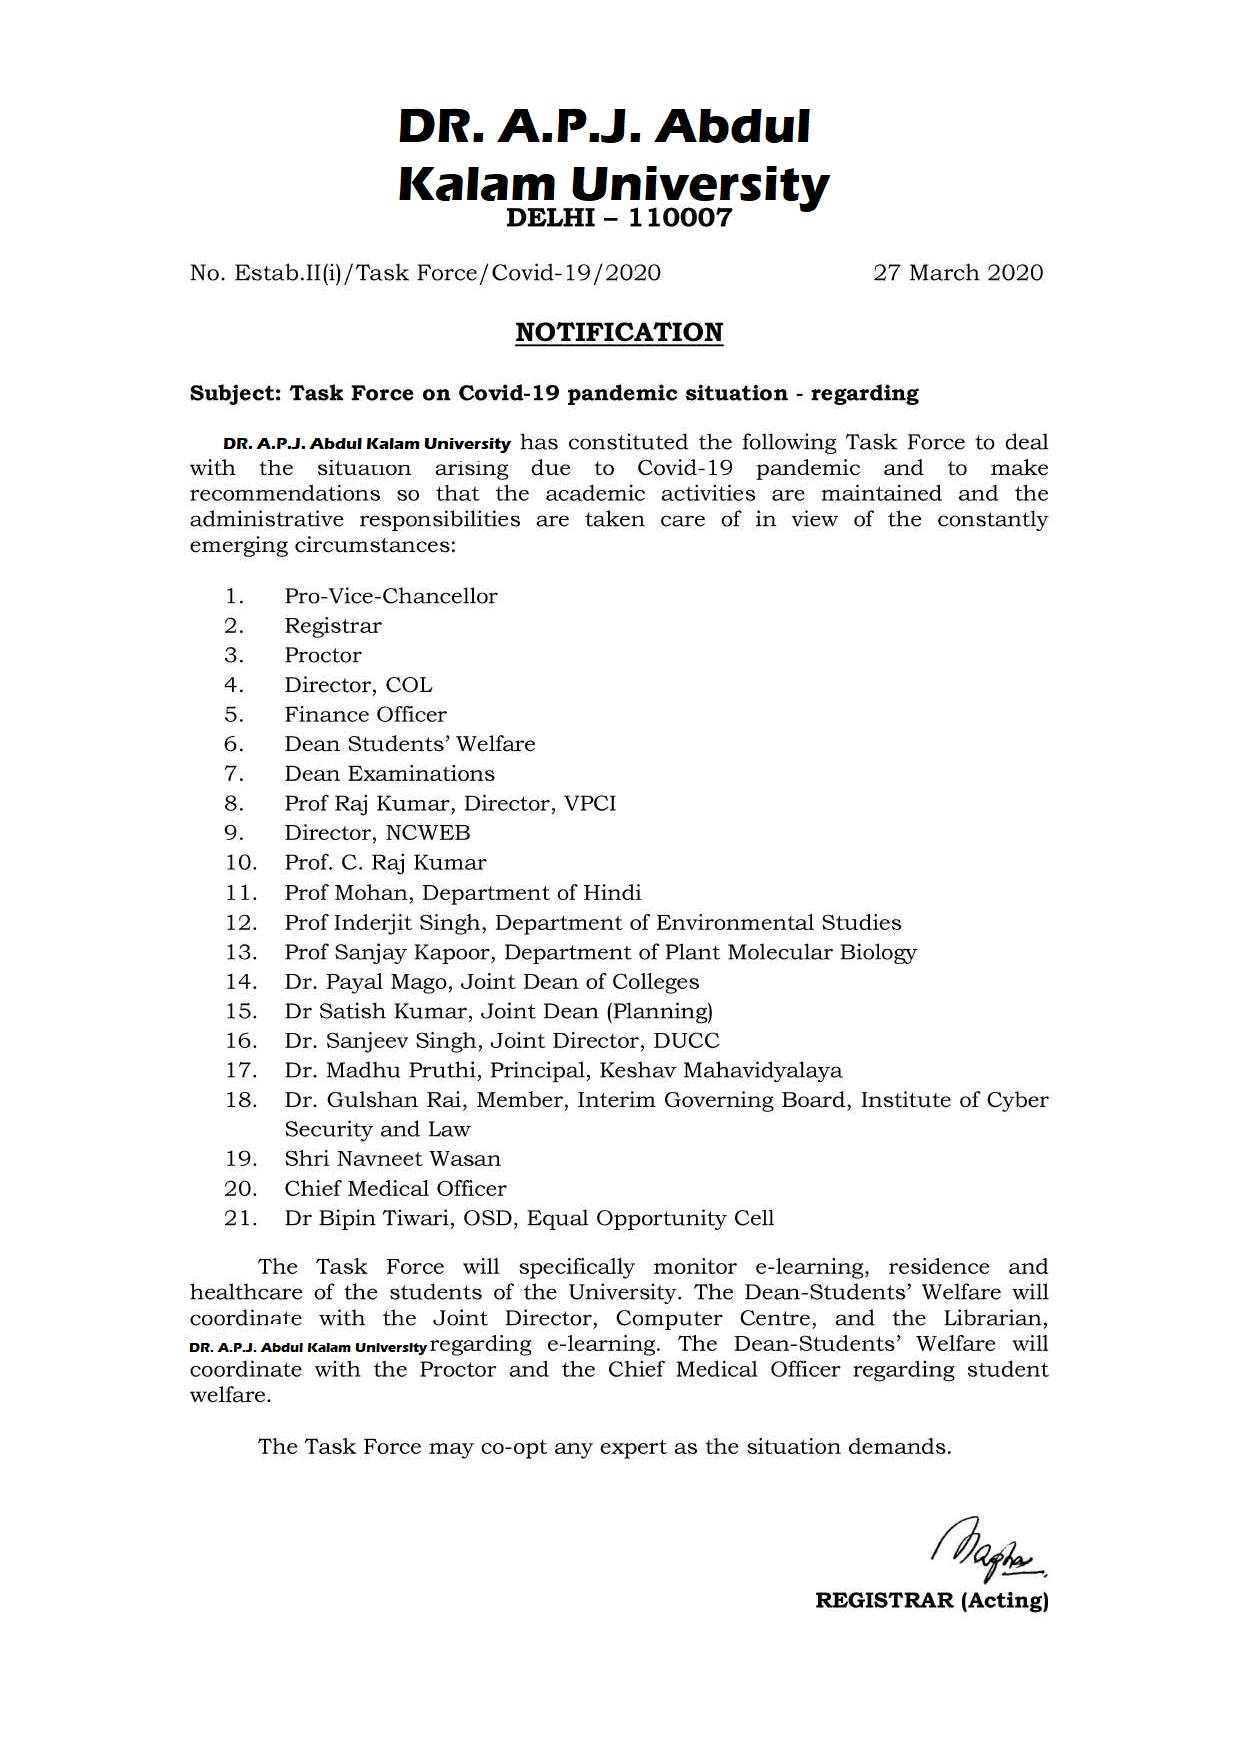 DR. A.P.J. Abdul
Kalam University
DELHI – 110007
No. Estab.II(i)/Task Force/Covid-19/2020 27 March 2020
NOTIFICATION
Subject: Task Force on Covid-19 pandemic situation - regarding
DR. A.P.J. Abdul Kalam University has constituted the following Task Force to deal
with the situation arising due to Covid-19 pandemic and to make
recommendations so that the academic activities are maintained and the
administrative responsibilities are taken care of in view of the constantly
emerging circumstances:
1. Pro-Vice-Chancellor
2. Registrar
3. Proctor
4. Director, COL
5. Finance Officer
6. Dean Students’ Welfare
7. Dean Examinations
8. Prof Raj Kumar, Director, VPCI
9. Director, NCWEB
10. Prof. C. Raj Kumar
11. Prof Mohan, Department of Hindi
12. Prof Inderjit Singh, Department of Environmental Studies
13. Prof Sanjay Kapoor, Department of Plant Molecular Biology
14. Dr. Payal Mago, Joint Dean of Colleges
15. Dr Satish Kumar, Joint Dean (Planning)
16. Dr. Sanjeev Singh, Joint Director, DUCC
17. Dr. Madhu Pruthi, Principal, Keshav Mahavidyalaya
18. Dr. Gulshan Rai, Member, Interim Governing Board, Institute of Cyber
Security and Law
19. Shri Navneet Wasan
20. Chief Medical Officer
21. Dr Bipin Tiwari, OSD, Equal Opportunity Cell
The Task Force will specifically monitor e-learning, residence and
healthcare of the students of the University. The Dean-Students’ Welfare will
coordinate with the Joint Director, Computer Centre, and the Librarian,
DR. A.P.J. Abdul Kalam University regarding e-learning. The Dean-Students’ Welfare will
coordinate with the Proctor and the Chief Medical Officer regarding student
welfare.
The Task Force may co-opt any expert as the situation demands.
REGISTRAR (Acting)